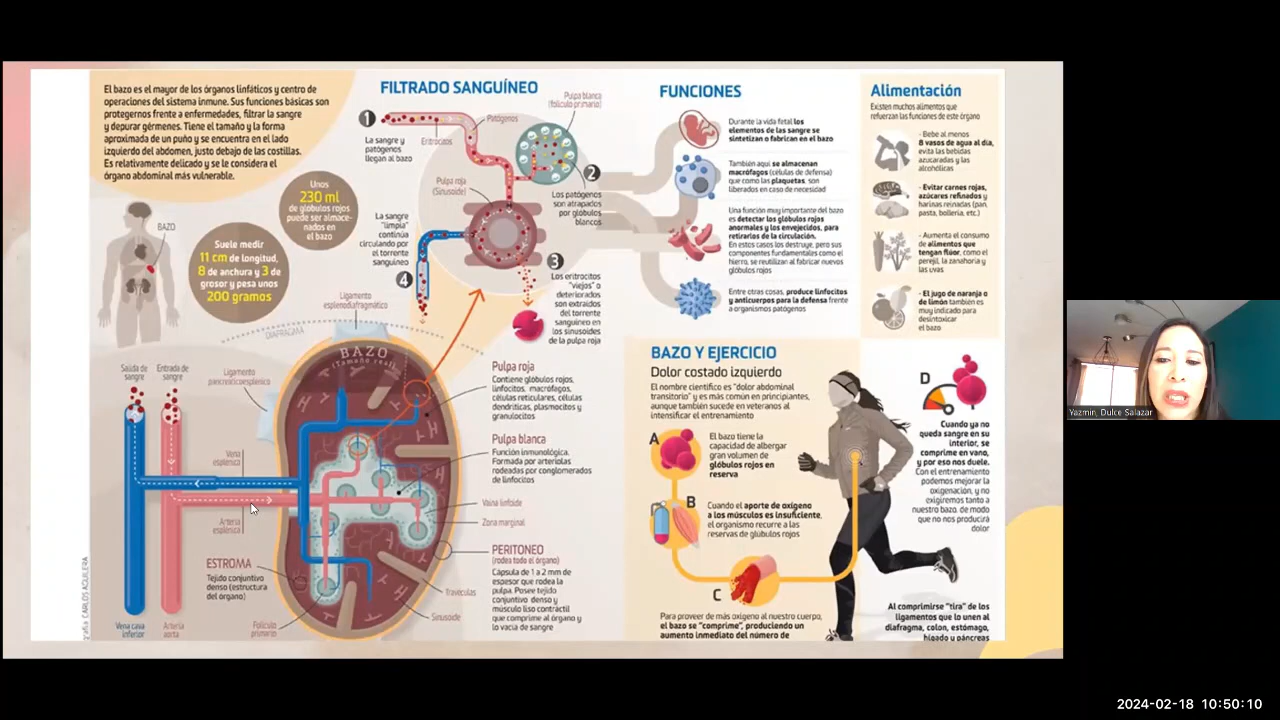 El bazo es el mayor de los órganos linfáticos y centro de
operaciones del sistema inmune. Sus funciones básicas son
protegernos frente a enfermedades, filtrar la sangre
y depurar gérmenes. Tiene el tamaño y la forma
aproximada de un puño y se encuentra en el lado
izquierdo del abdomen, justo debajo de las costillas.
Es relativamente delicado y se le considera el
órgano abdominal más vulnerable.
Unos
230 ml
de glóbulos rojos
puede ser almace-
nados en
el bazo
BAZO
Suele medir
11 cm de longitud,
8 de anchura y 3 de
grosor y pesa unos
200 gramos
FILTRADO SANGUÍNEO
1
La sangre y
patógenos
llegan al bazo
Eritrocitos
Patógenos
Pulpa blanca
(folículo primario)
2
Los patógenos
son atrapados
por glóbulos
blancos
Pulpa roja
(Sinusoide)
La sangre
"limpia"
continúa
circulando por
el torrente
sanguíneo
4
3
Los eritrocitos
"viejos" o
deteriorados
son extraídos
del torrente
sanguíneo en
los sinusoides
de la pulpa roja
FUNCIONES
Durante la vida fetal los
elementos de la sangre se
sintetizan o fabrican en el bazo
También aquí se almacenan
macrófagos (células de defensa)
que como las plaquetas, son
liberados en caso de necesidad
Una función muy importante del bazo
es detectar los glóbulos rojos
anormales y los envejecidos, para
retirarlos de la circulación.
En estos casos los destruye, pero sus
componentes fundamentales como el
hierro, se reutilizan al fabricar nuevos
glóbulos rojos
Entre otras cosas, produce linfocitos
y anticuerpos para la defensa frente
a organismos patógenos
Alimentación
Existen muchos alimentos que
refuerzan las funciones de este órgano
- Bebe al menos
8 vasos de agua al día,
evita las bebidas
azucaradas y las
alcohólicas
- Evitar carnes rojas,
azúcares refinados y
harinas reinadas (pan,
pasta, bollería, etc.)
- Aumenta el consumo
de alimentos que
tengan flúor, como el
perejil, la zanahoria y
las uvas
- El jugo de naranja o
de limón también es
muy indicado para
desintoxicar
el bazo
Ligamento
esplenodiafragmático
DIAFRAGMA
BAZO
(Tamaño real)
Salida de
sangre
Entrada de
sangre
Ligamento
pancreáticoesplénico
Vena
esplénica
Arteria
esplénica
ESTROMA
Tejido conjuntivo
denso (estructura
del órgano)
Vena cava
inferior
Arteria
aorta
Folículo
primario
CARLOS AGUILERA
Pulpa roja
Contiene glóbulos rojos,
linfocitos, macrófagos,
células reticulares, células
dendríticas, plasmocitos y
granulocitos
Pulpa blanca
Función inmunológica.
Formada por arteriolas
rodeadas por conglomerados
de linfocitos
Vaina linfoide
Zona marginal
PERITONEO
(rodea todo el órgano)
Cápsula de 1 a 2 mm de
espesor que rodea la
pulpa. Posee tejido
conjuntivo denso y
músculo liso contráctil
que comprime al órgano y
lo vacía de sangre
Travéculas
Sinusoide
BAZO Y EJERCICIO
Dolor costado izquierdo
El nombre científico es "dolor abdominal
transitorio" y es más común en principiantes,
aunque también sucede en veteranos al
intensificar el entrenamiento
A
El bazo tiene la
capacidad de albergar
gran volumen de
glóbulos rojos en
reserva
B
Cuando el aporte de oxígeno
a los músculos es insuficiente,
el organismo recurre a las
reservas de glóbulos rojos
C
Para proveer de más oxígeno al nuestro cuerpo,
el bazo se "comprime", produciendo un
aumento inmediato del número de
D
Cuando ya no
queda sangre en su
interior, se
comprime en vano,
y por eso nos duele.
Con el entrenamiento
podemos mejorar la
oxigenación, y no
exigiremos tanto a
nuestro bazo, de modo
que no nos producirá
dolor
Al comprimirse "tira" de los
ligamentos que lo unen al
diafragma, colon, estómago,
hígado y páncreas
Yazmin, Dulce Salazar
2024-02-18 10:50:10